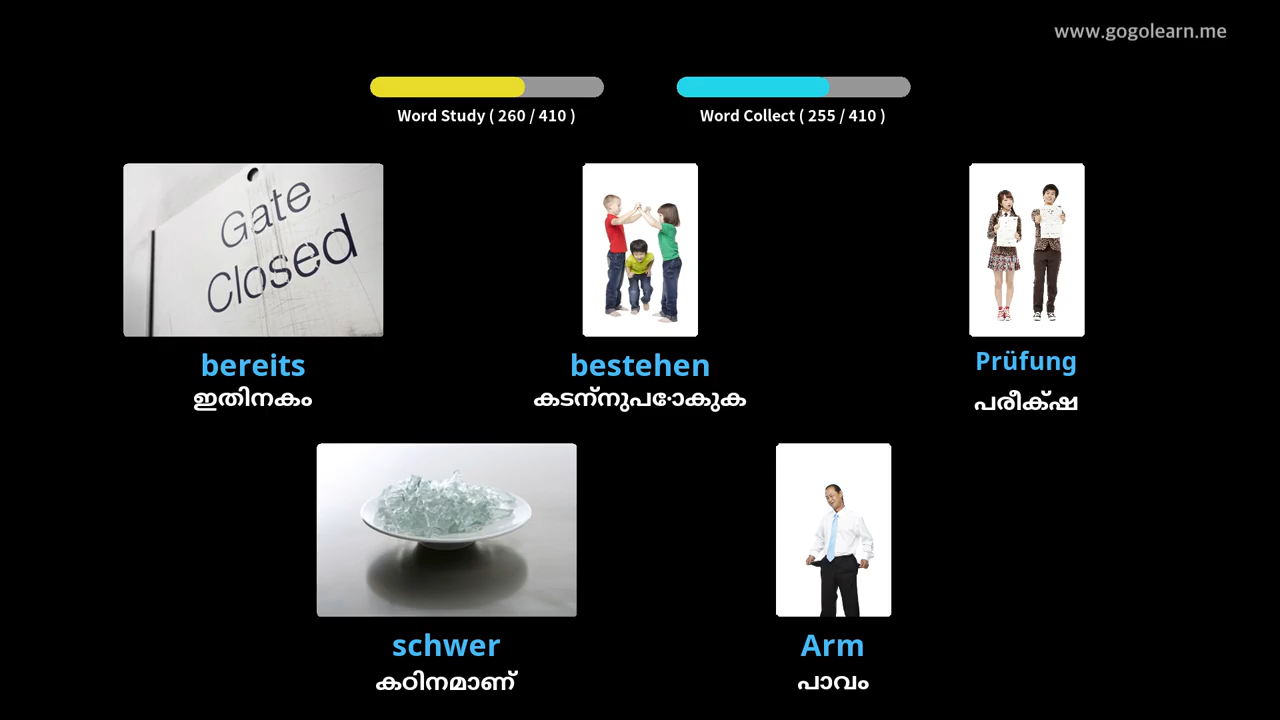 www.gogolearn.me
Word Study ( 260 / 410 )
Word Collect ( 255 / 410 )
Gate
Closed
bereits
ഇതിനകം
bestehen
കടന്നുപോകുക
Prüfung
പരീക്ഷ
schwer
കഠിനമാണ്
Arm
പാവം